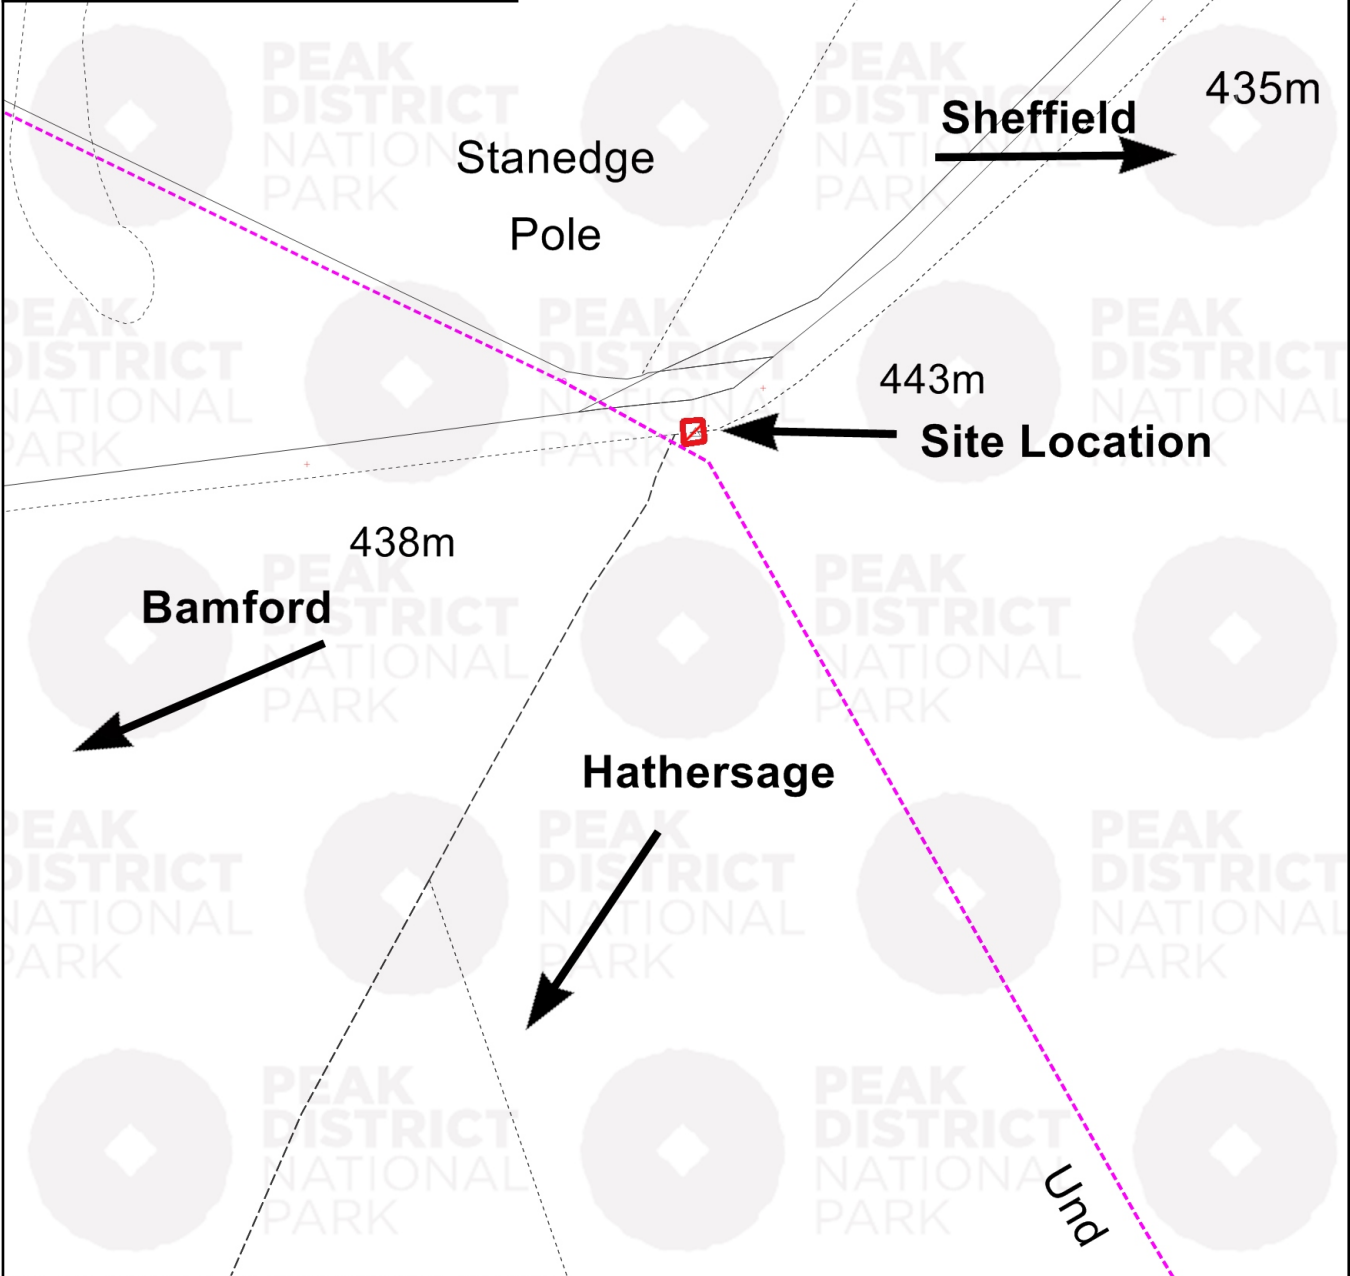 Sheffield
435m
Stanedge
Pole
443m
Site Location
438m
Bamford
Hathersage
Und
PEAK
DISTRICT
NATIONAL
PARK